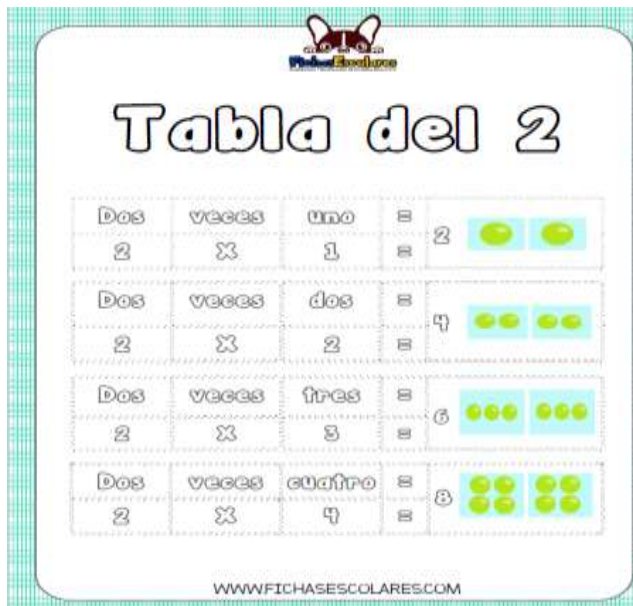 FichasEscolares
Tabla del 2
Dos veces uno =
2 X 1 = 2
Dos veces dos =
2 X 2 = 4
Dos veces tres =
2 X 3 = 6
Dos veces cuatro =
2 X 4 = 8
WWW.FICHASESCOLARES.COM